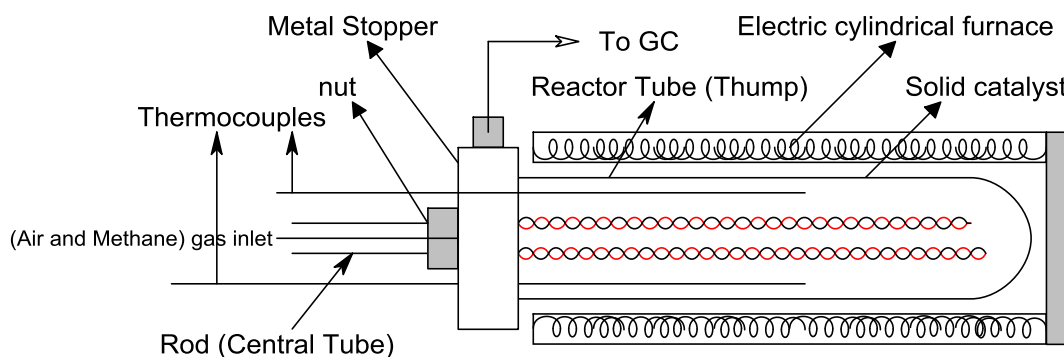 Metal Stopper
To GC
Electric cylindrical furnace
nut
Reactor Tube (Thump)
Solid catalyst
Thermocouples
(Air and Methane) gas inlet
Rod (Central Tube)